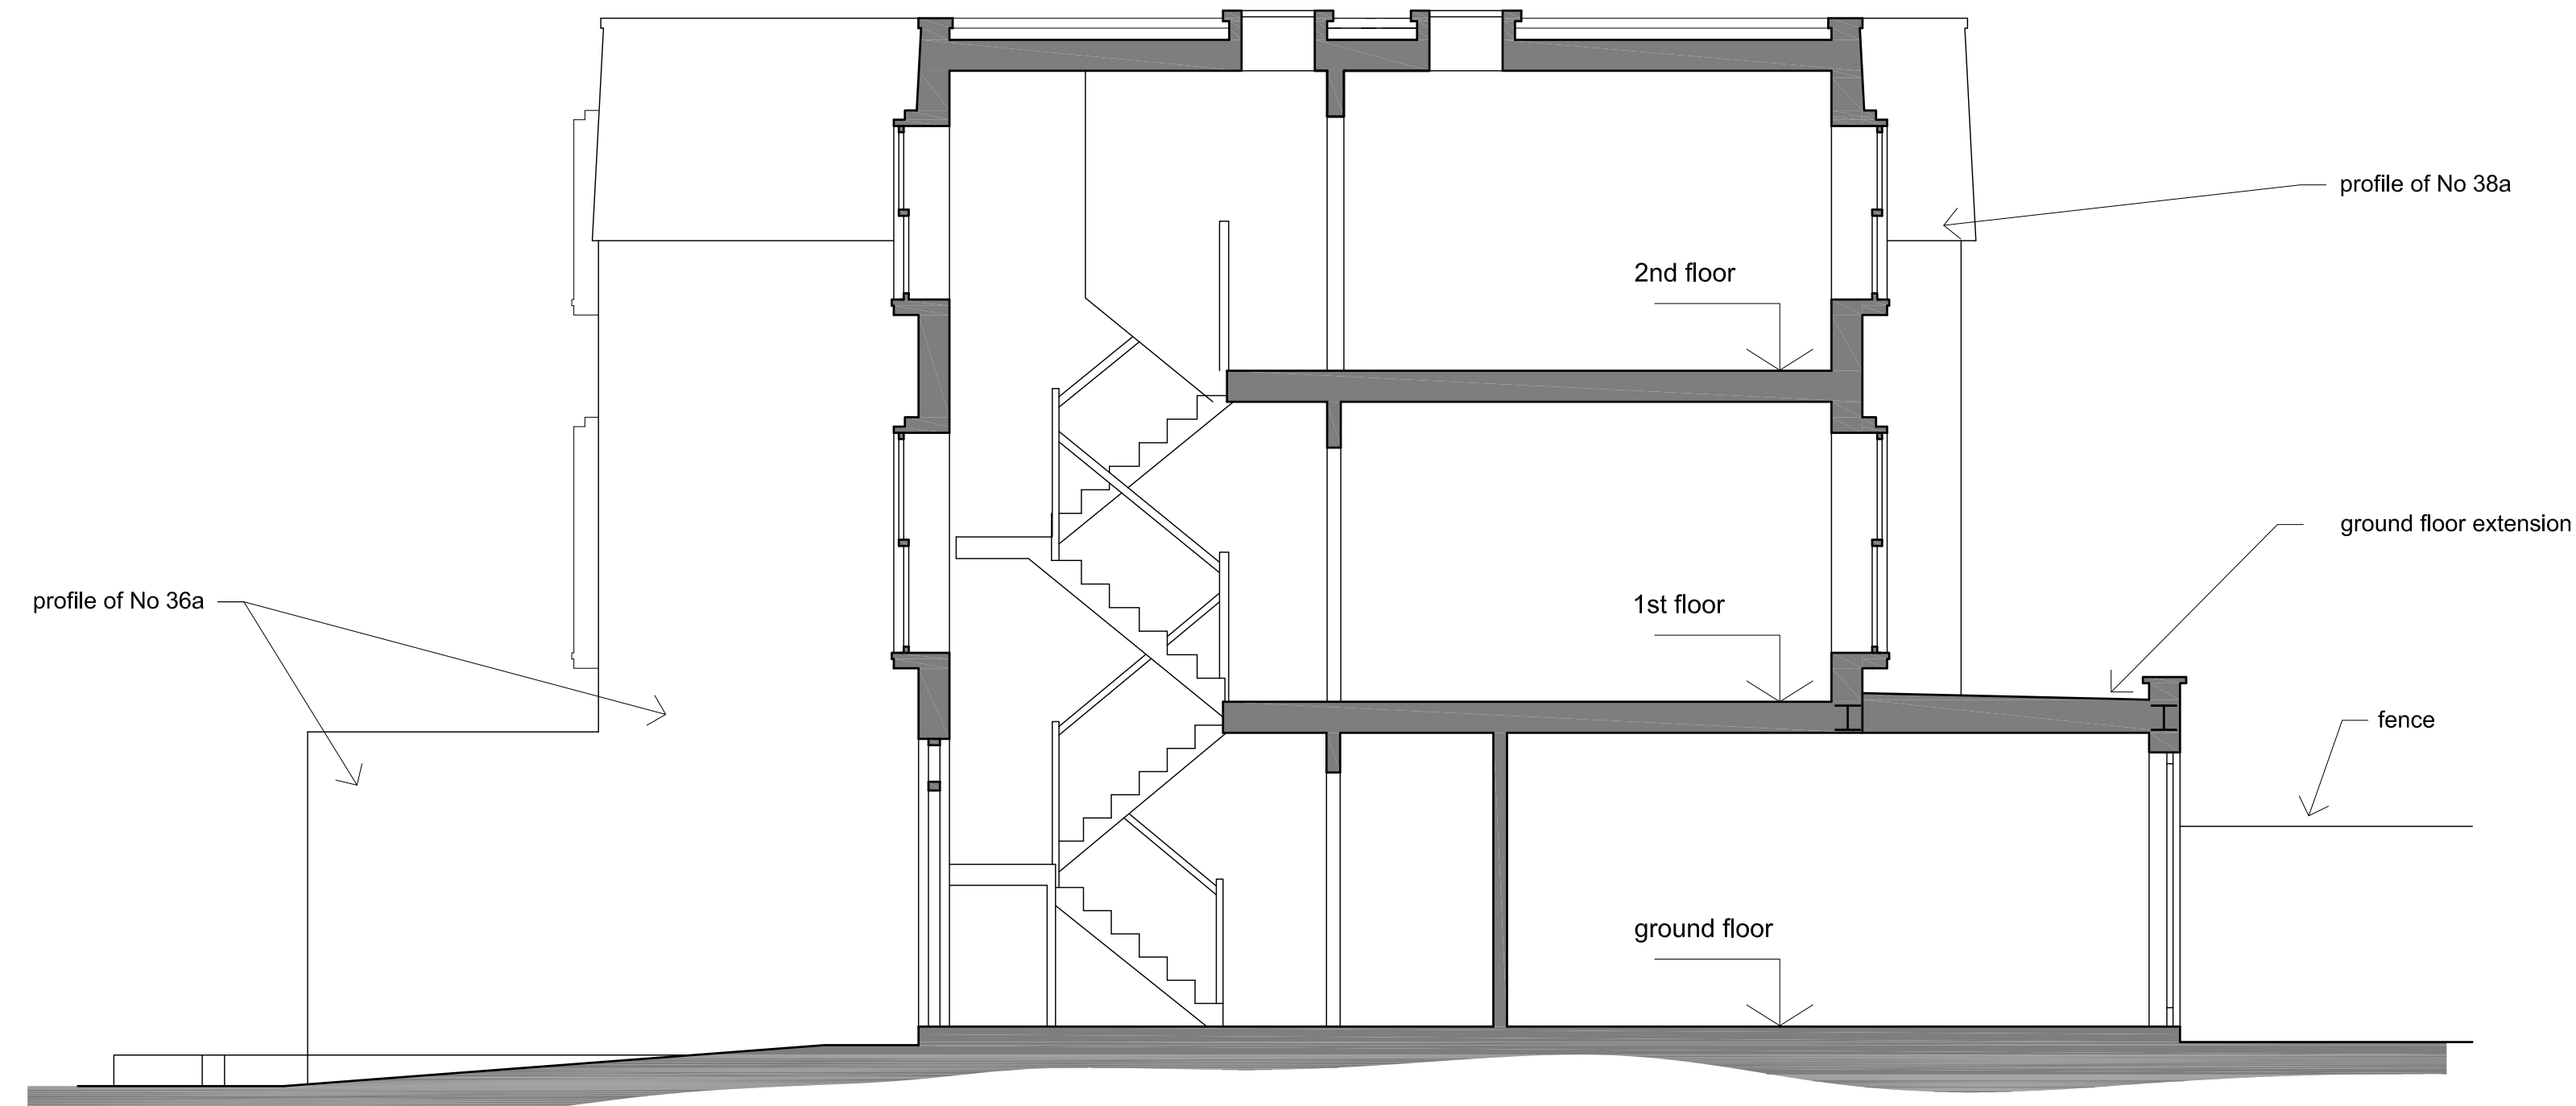 profile of No 38a
2nd floor
ground floor extension
profile of No 36a
1st floor
fence
ground floor